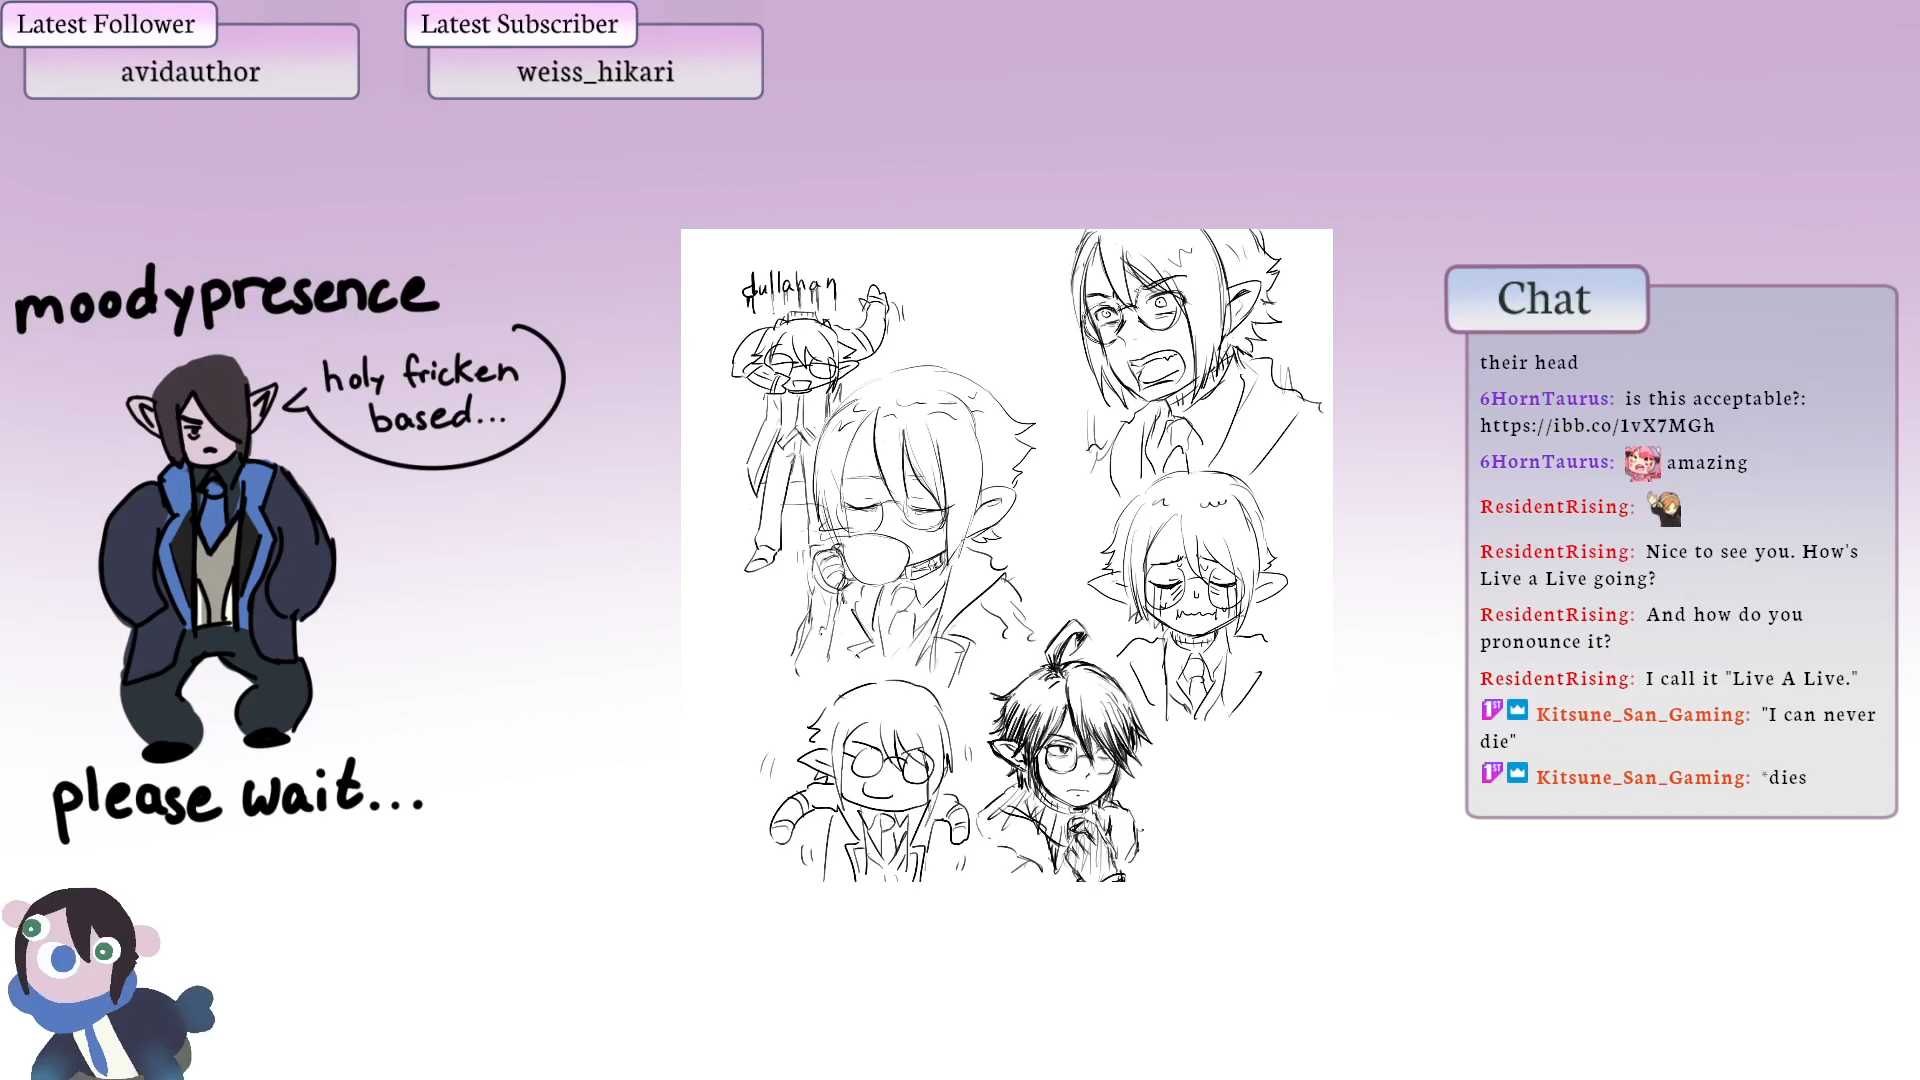 Latest Follower
avidauthor
Latest Subscriber
weiss_hikari
moodypresence
holy fricken
based...
please wait...
dullahan
Chat
their head
6HornTaurus: is this acceptable?:
https://ibb.co/1vX7MGh
6HornTaurus: amazing
ResidentRising:
ResidentRising: Nice to see you. How's
Live a Live going?
ResidentRising: And how do you
pronounce it?
ResidentRising: I call it "Live A Live."
1ST Kitsune_San_Gaming: "I can never
die"
1ST Kitsune_San_Gaming: *dies